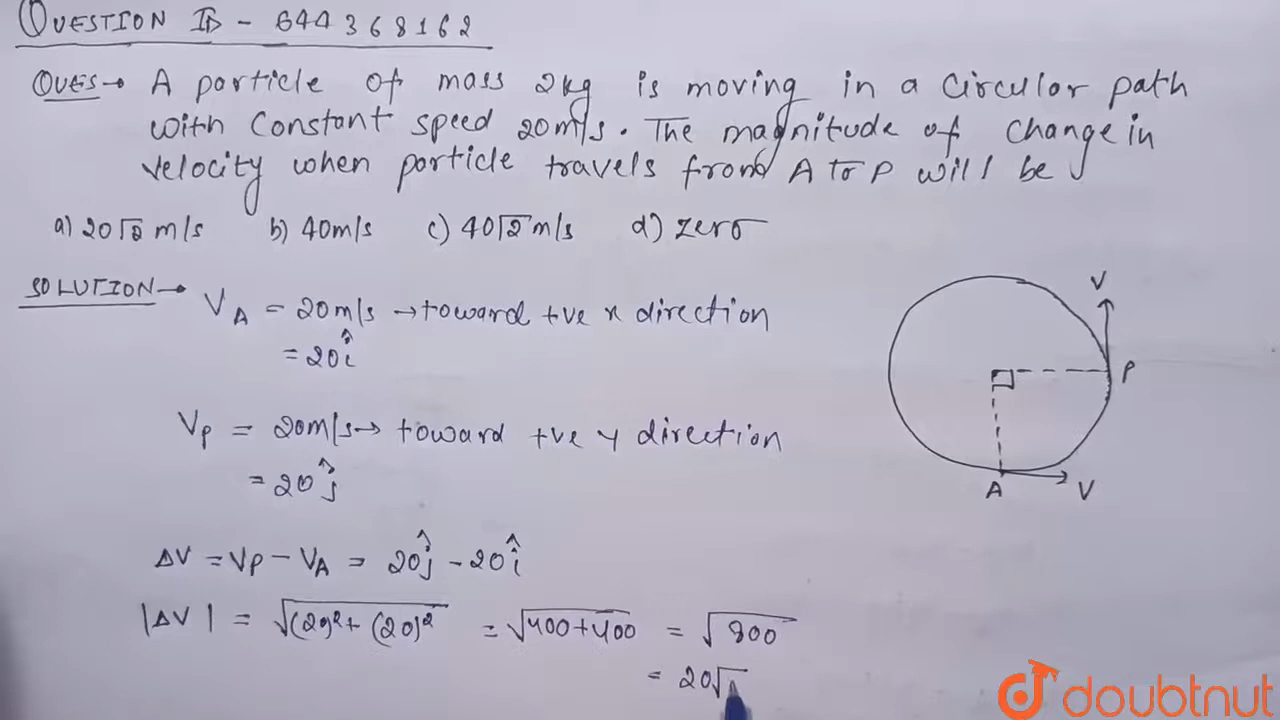 QUESTION ID - 644368162
QUES → A particle of mass 2kg is moving in a circular path
with constant speed 20m/s. The magnitude of change in
velocity when particle travels from A to P will be
a) 20√2 m/s b) 40m/s c) 40√2 m/s d) zero
SOLUTION →
V_A = 20m/s → toward +ve x direction
= 20î
V_P = 20m/s → toward +ve y direction
= 20ĵ
ΔV = V_P - V_A = 20ĵ - 20î
|ΔV| = √(20)² + (20)² = √400+400 = √800
= 20√
V
P
A
V
doubtnut